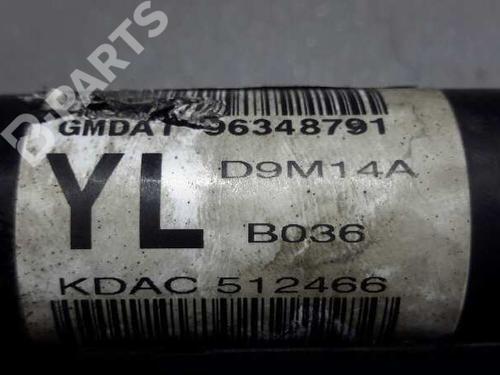 B-PARTS
GMDAT 96348791
YL
D9M14A
B036
KDAC 512466